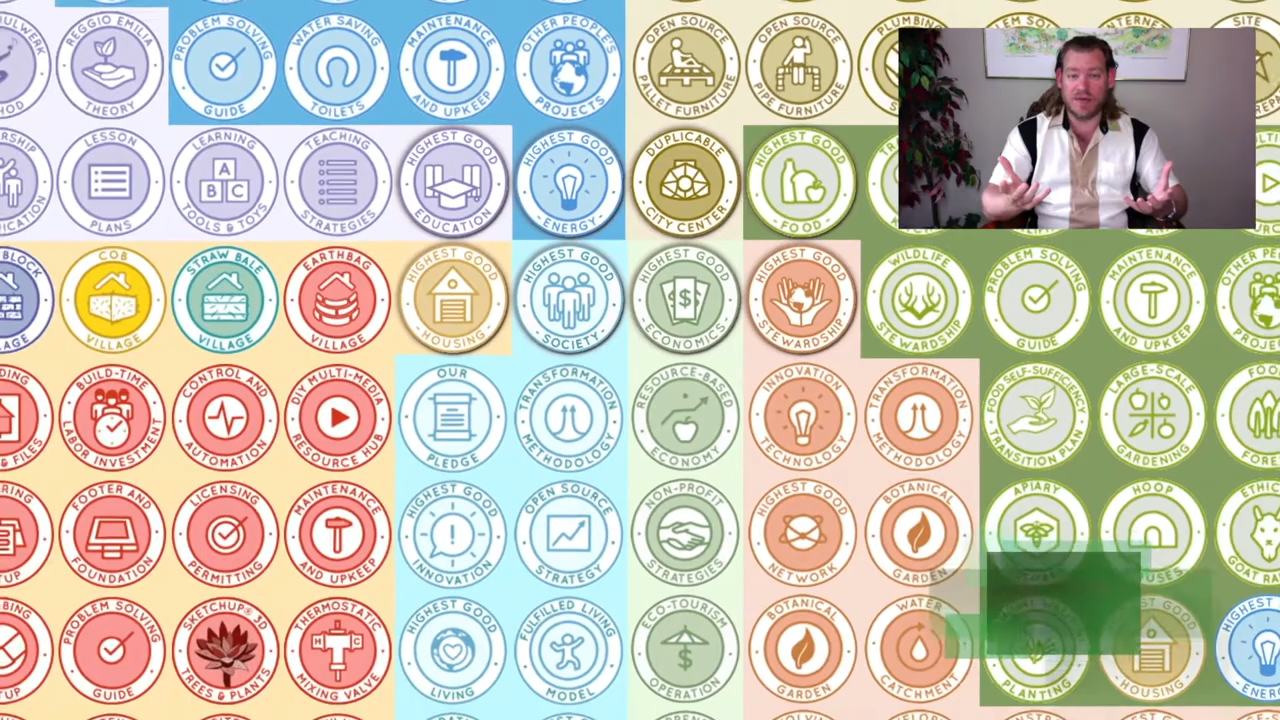 REGGIO EMILIA THEORY
PROBLEM SOLVING GUIDE
WATER SAVING TOILETS
MAINTENANCE AND UPKEEP
OTHER PEOPLE'S PROJECTS
OPEN SOURCE PALLET FURNITURE
OPEN SOURCE PIPE FURNITURE
PLUMBING
SITE
LESSON PLANS
LEARNING TOOLS & TOYS
A
B C
TEACHING STRATEGIES
HIGHEST GOOD EDUCATION
HIGHEST GOOD ENERGY
DUPLICABLE CITY CENTER
HIGHEST GOOD FOOD
BLOCK
COB VILLAGE
STRAW BALE VILLAGE
EARTHBAG VILLAGE
HIGHEST GOOD HOUSING
HIGHEST GOOD SOCIETY
HIGHEST GOOD ECONOMICS
HIGHEST GOOD STEWARDSHIP
WILDLIFE STEWARDSHIP
PROBLEM SOLVING GUIDE
MAINTENANCE AND UPKEEP
& FILES
BUILD-TIME LABOR INVESTMENT
CONTROL AND AUTOMATION
DIY MULTI-MEDIA RESOURCE HUB
OUR PLEDGE
TRANSFORMATION METHODOLOGY
RESOURCE-BASED ECONOMY
INNOVATION TECHNOLOGY
TRANSFORMATION METHODOLOGY
FOOD SELF-SUFFICIENCY TRANSITION PLAN
LARGE-SCALE GARDENING
FOOD
FOOTER AND FOUNDATION
LICENSING PERMITTING
MAINTENANCE AND UPKEEP
HIGHEST GOOD INNOVATION
OPEN SOURCE STRATEGY
NON-PROFIT STRATEGIES
HIGHEST GOOD NETWORK
BOTANICAL GARDEN
APIARY
HOOP
PROBLEM SOLVING GUIDE
SKETCHUP® 3D TREES & PLANTS
THERMOSTATIC MIXING VALVE
H C
HIGHEST GOOD LIVING
FULFILLED LIVING MODEL
ECO-TOURISM OPERATION
BOTANICAL GARDEN
WATER CATCHMENT
PLANTING
HOUSING